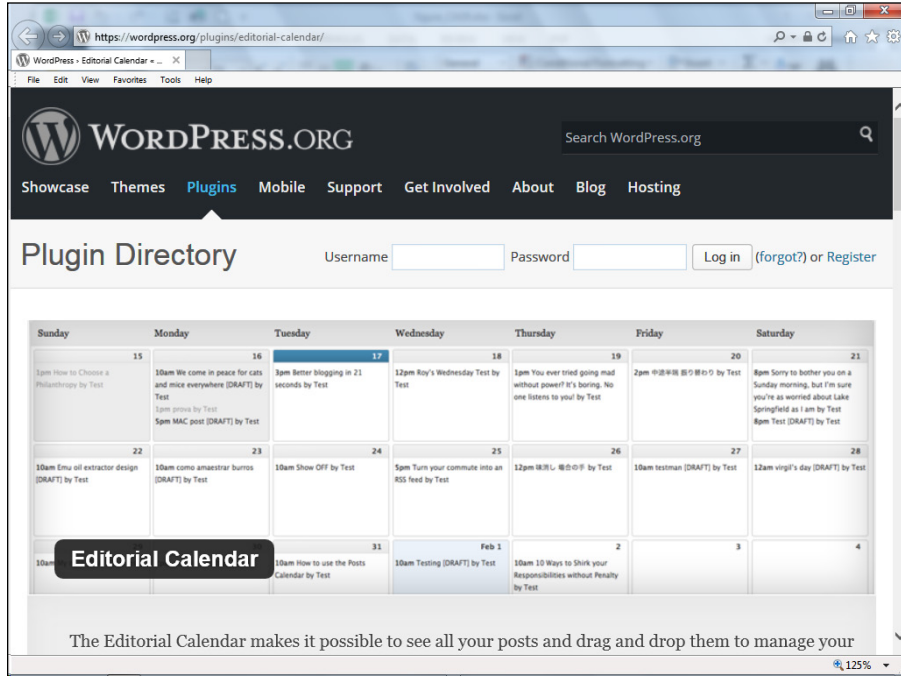 https://wordpress.org/plugins/editorial-calendar/
WordPress › Editorial Calendar « ...
File Edit View Favorites Tools Help
WORDPRESS.ORG
Search WordPress.org
Showcase Themes Plugins Mobile Support Get Involved About Blog Hosting
Plugin Directory
Username
Password
Log in
(forgot?) or Register
Sunday Monday Tuesday Wednesday Thursday Friday Saturday
15
1pm How to Choose a
Philanthropy by Test
16
10am We come in peace for cats
and mice everywhere [DRAFT] by
Test
1pm prova by Test
5pm MAC post [DRAFT] by Test
17
3pm Better blogging in 21
seconds by Test
18
12pm Roy's Wednesday Test by
Test
19
1pm You ever tried going mad
without power? It's boring. No
one listens to you! by Test
20
2pm 申請半銭 振り替わり by Test
21
8pm Sorry to bother you on a
Sunday morning, but I'm sure
you're as worried about Lake
Springfield as I am by Test
8pm Test [DRAFT] by Test
22
10am Emu oil extractor design
[DRAFT] by Test
23
10am como amaestrar burros
[DRAFT] by Test
24
10am Show OFF by Test
25
5pm Turn your commute into an
RSS feed by Test
26
12pm 味消し 場合の手 by Test
27
10am testman [DRAFT] by Test
28
12am virgil's day [DRAFT] by Test
10am
31
10am How to use the Posts
Calendar by Test
Feb 1
10am Testing [DRAFT] by Test
2
10am 10 Ways to Shirk your
Responsibilities without Penalty
by Test
3
4
Editorial Calendar
The Editorial Calendar makes it possible to see all your posts and drag and drop them to manage your
125%